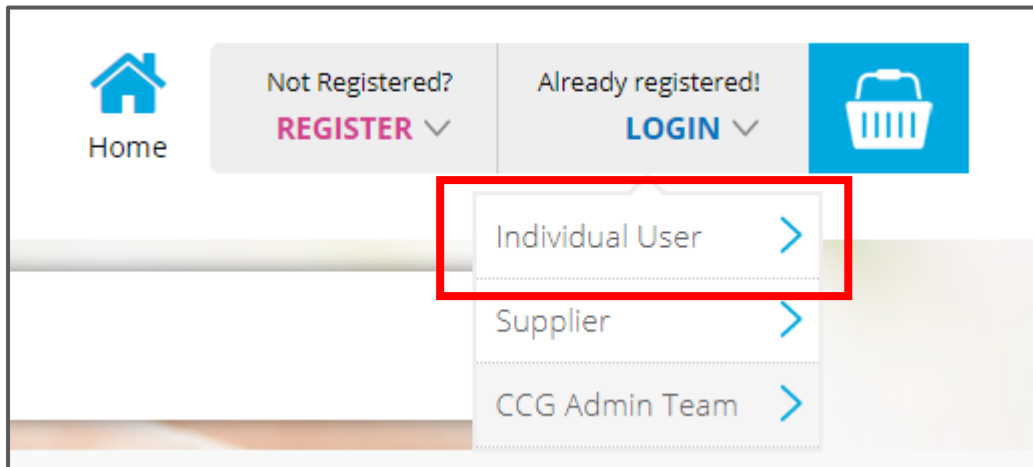 Home
Not Registered?
REGISTER
Already registered!
LOGIN
Individual User
Supplier
CCG Admin Team